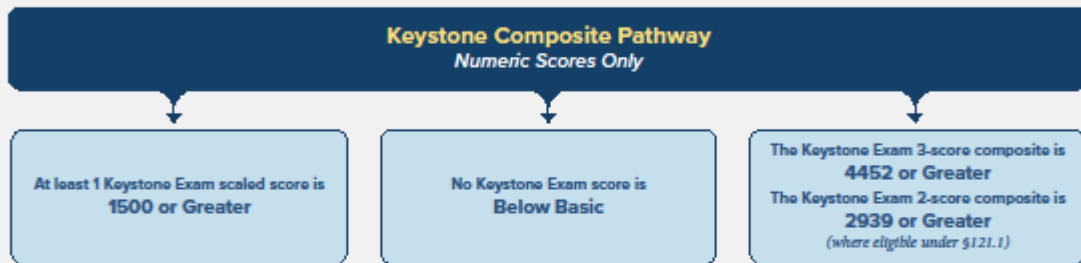 Keystone Composite Pathway
Numeric Scores Only
At least 1 Keystone Exam scaled score is
1500 or Greater
No Keystone Exam score is
Below Basic
The Keystone Exam 3-score composite is
4452 or Greater
The Keystone Exam 2-score composite is
2939 or Greater
(where eligible under §121.1)